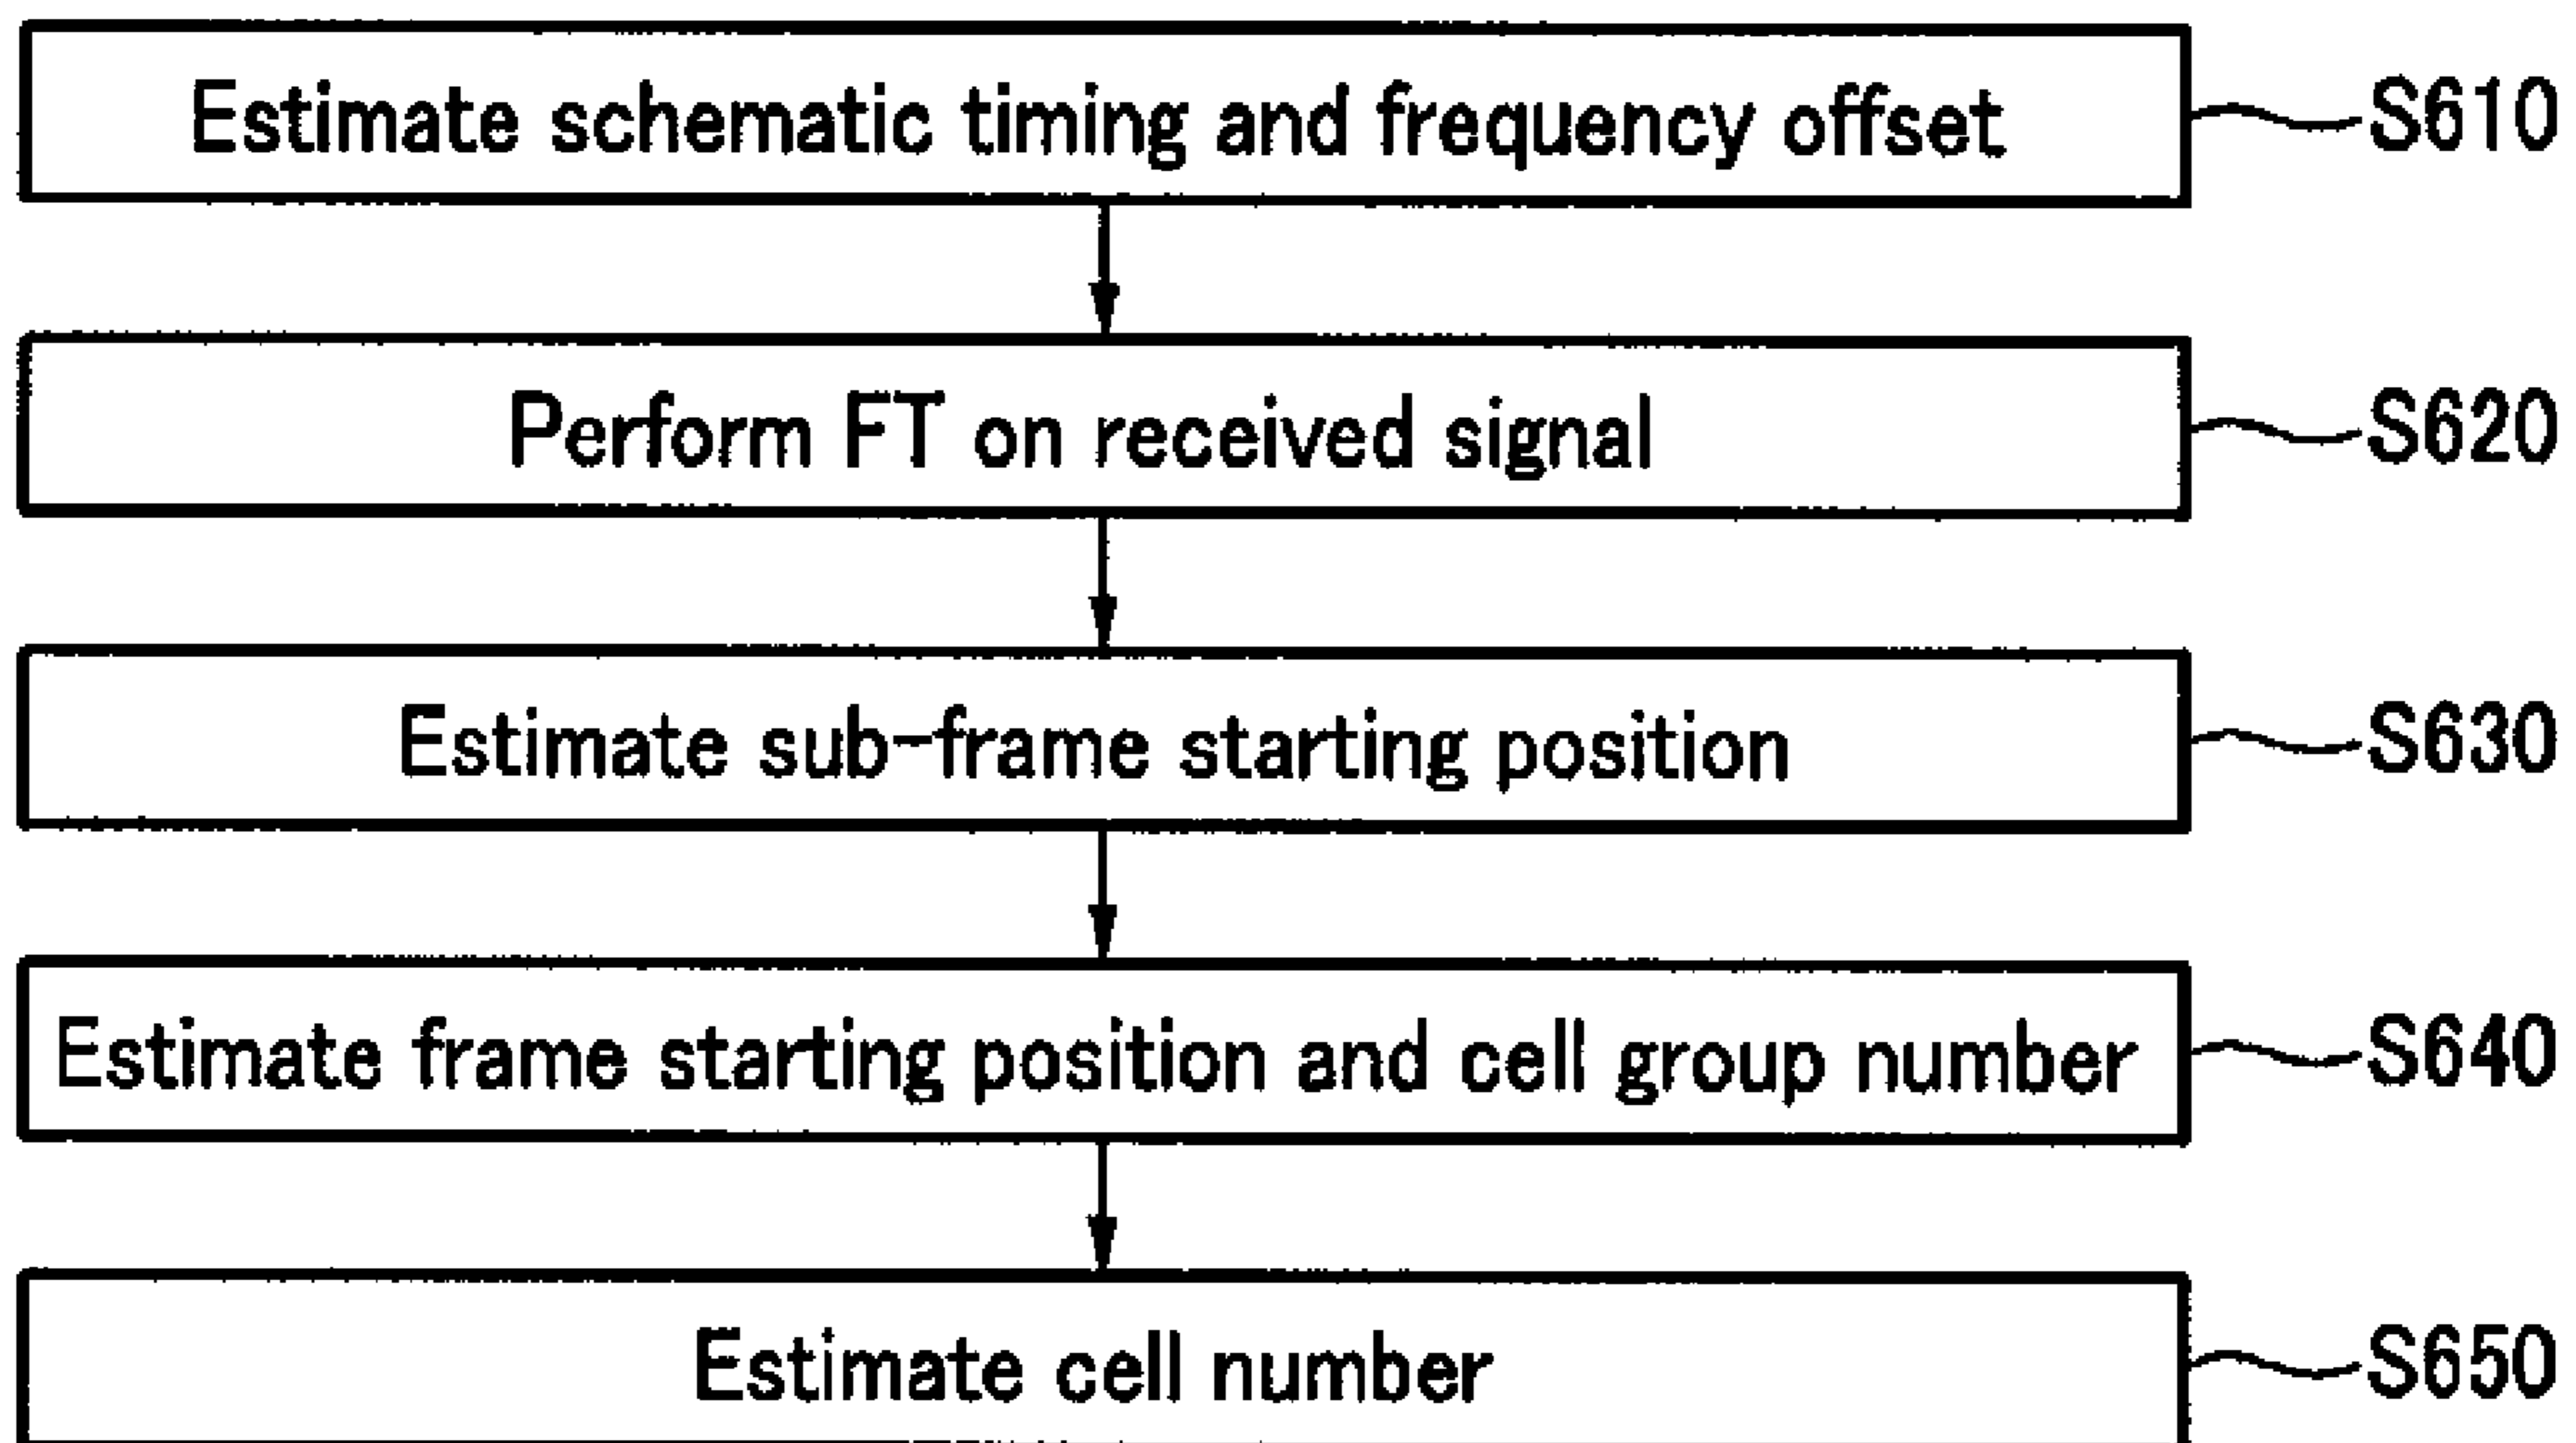 Estimate schematic timing and frequency offset S610
Perform FT on received signal S620
Estimate sub-frame starting position S630
Estimate frame starting position and cell group number S640
Estimate cell number S650